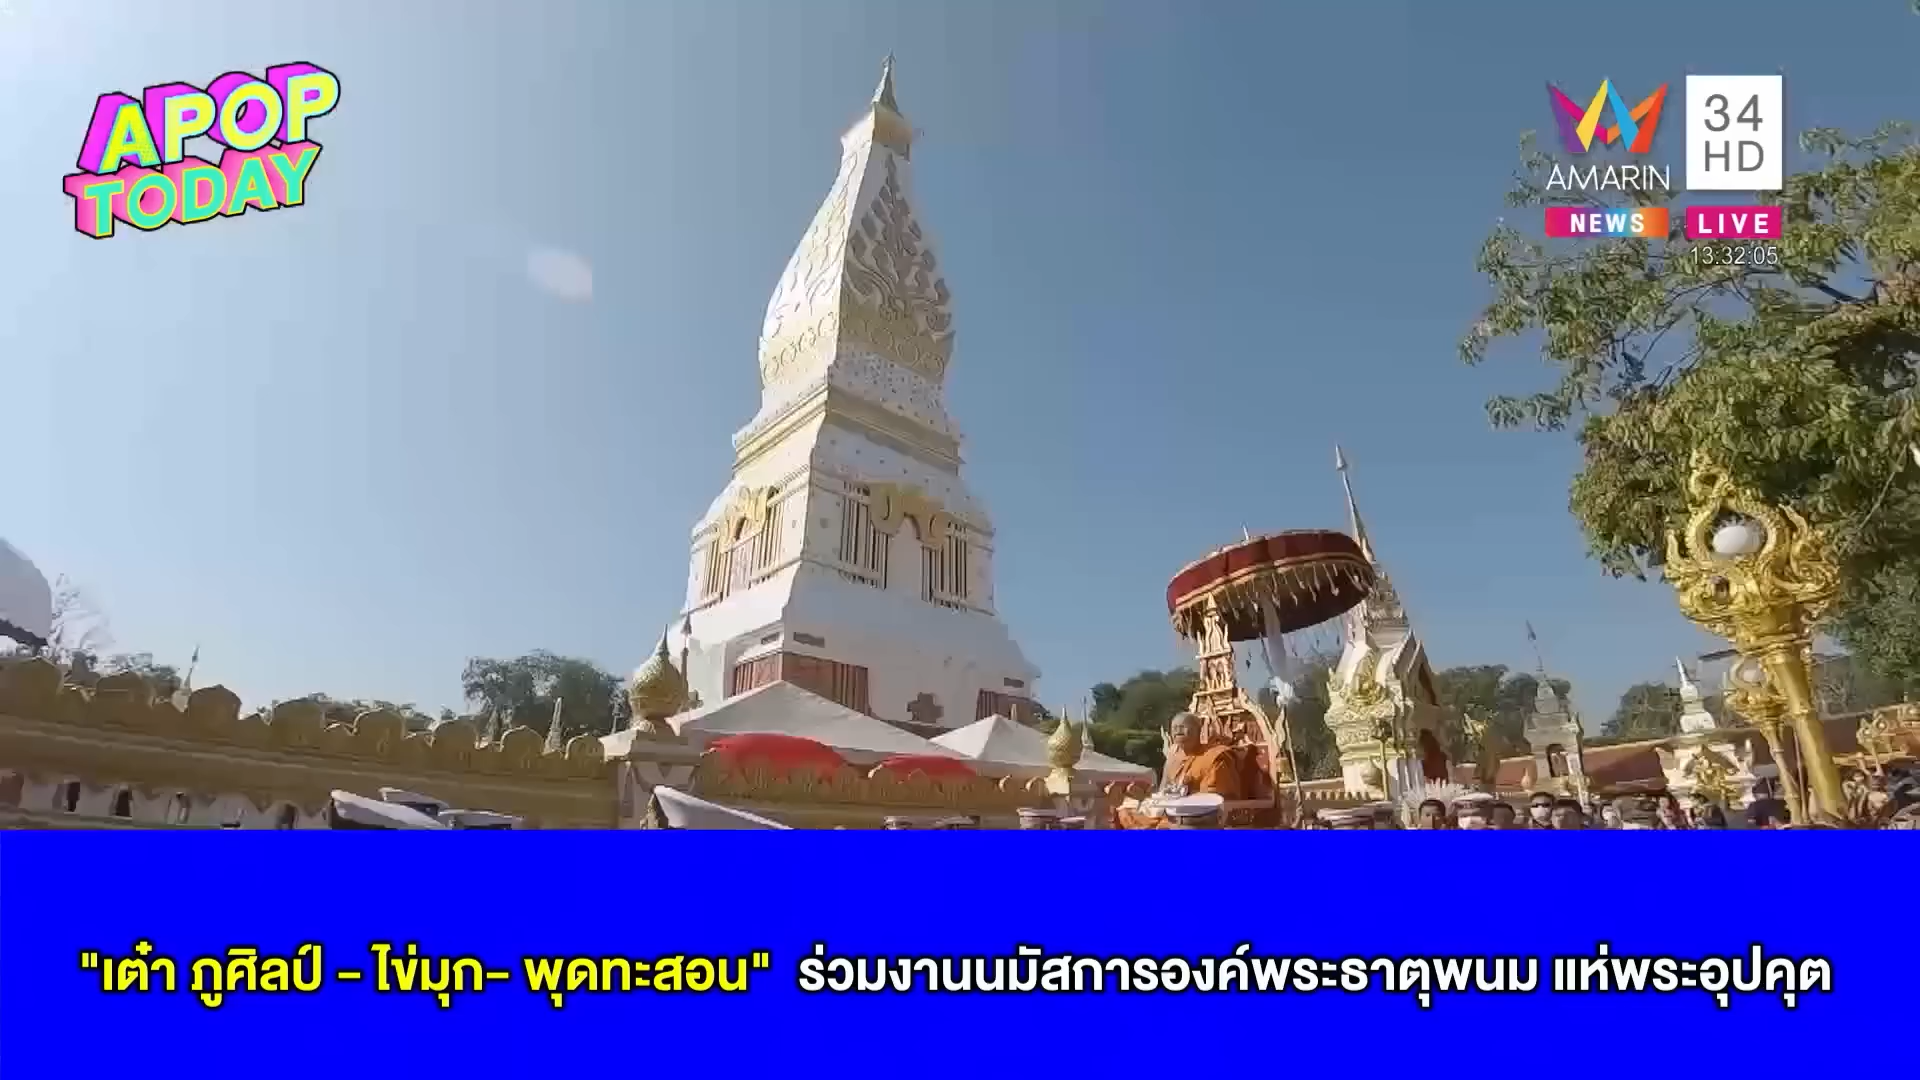 APOP
TODAY
AMARIN
34
HD
NEWS
LIVE
13:32:05
"เต๋า ภูศิลป์ - ไข่มุก- พุดทะสอน" ร่วมงานนมัสการองค์พระธาตุพนม แห่พระอุปคุต